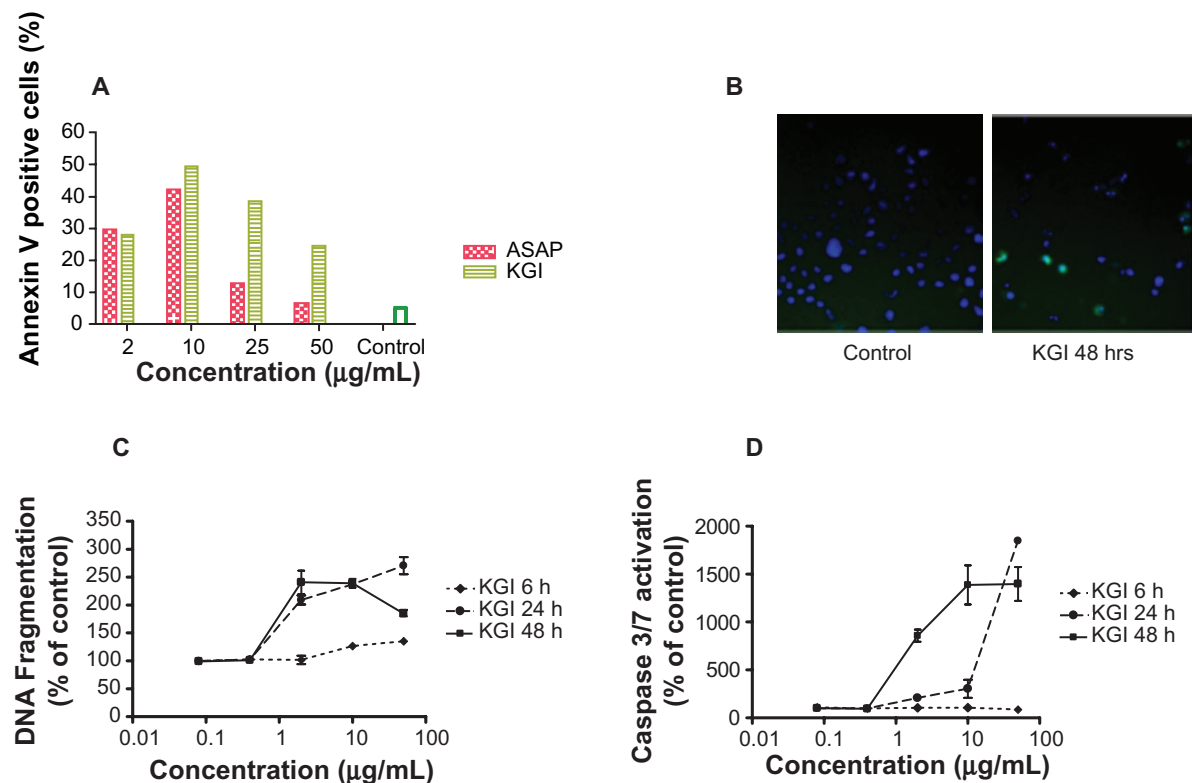 A
Annexin V positive cells (%)
60
50
40
30
20
10
0
2 10 25 50 Control
Concentration (μg/mL)
ASAP
KGI
B
Control
KGI 48 hrs
C
DNA Fragmentation
(% of control)
350
300
250
200
150
100
50
0
0.01 0.1 1 10 100
Concentration (μg/mL)
KGI 6 h
KGI 24 h
KGI 48 h
D
Caspase 3/7 activation
(% of control)
2000
1500
1000
500
0
0.01 0.1 1 10 100
Concentration (μg/mL)
KGI 6 h
KGI 24 h
KGI 48 h